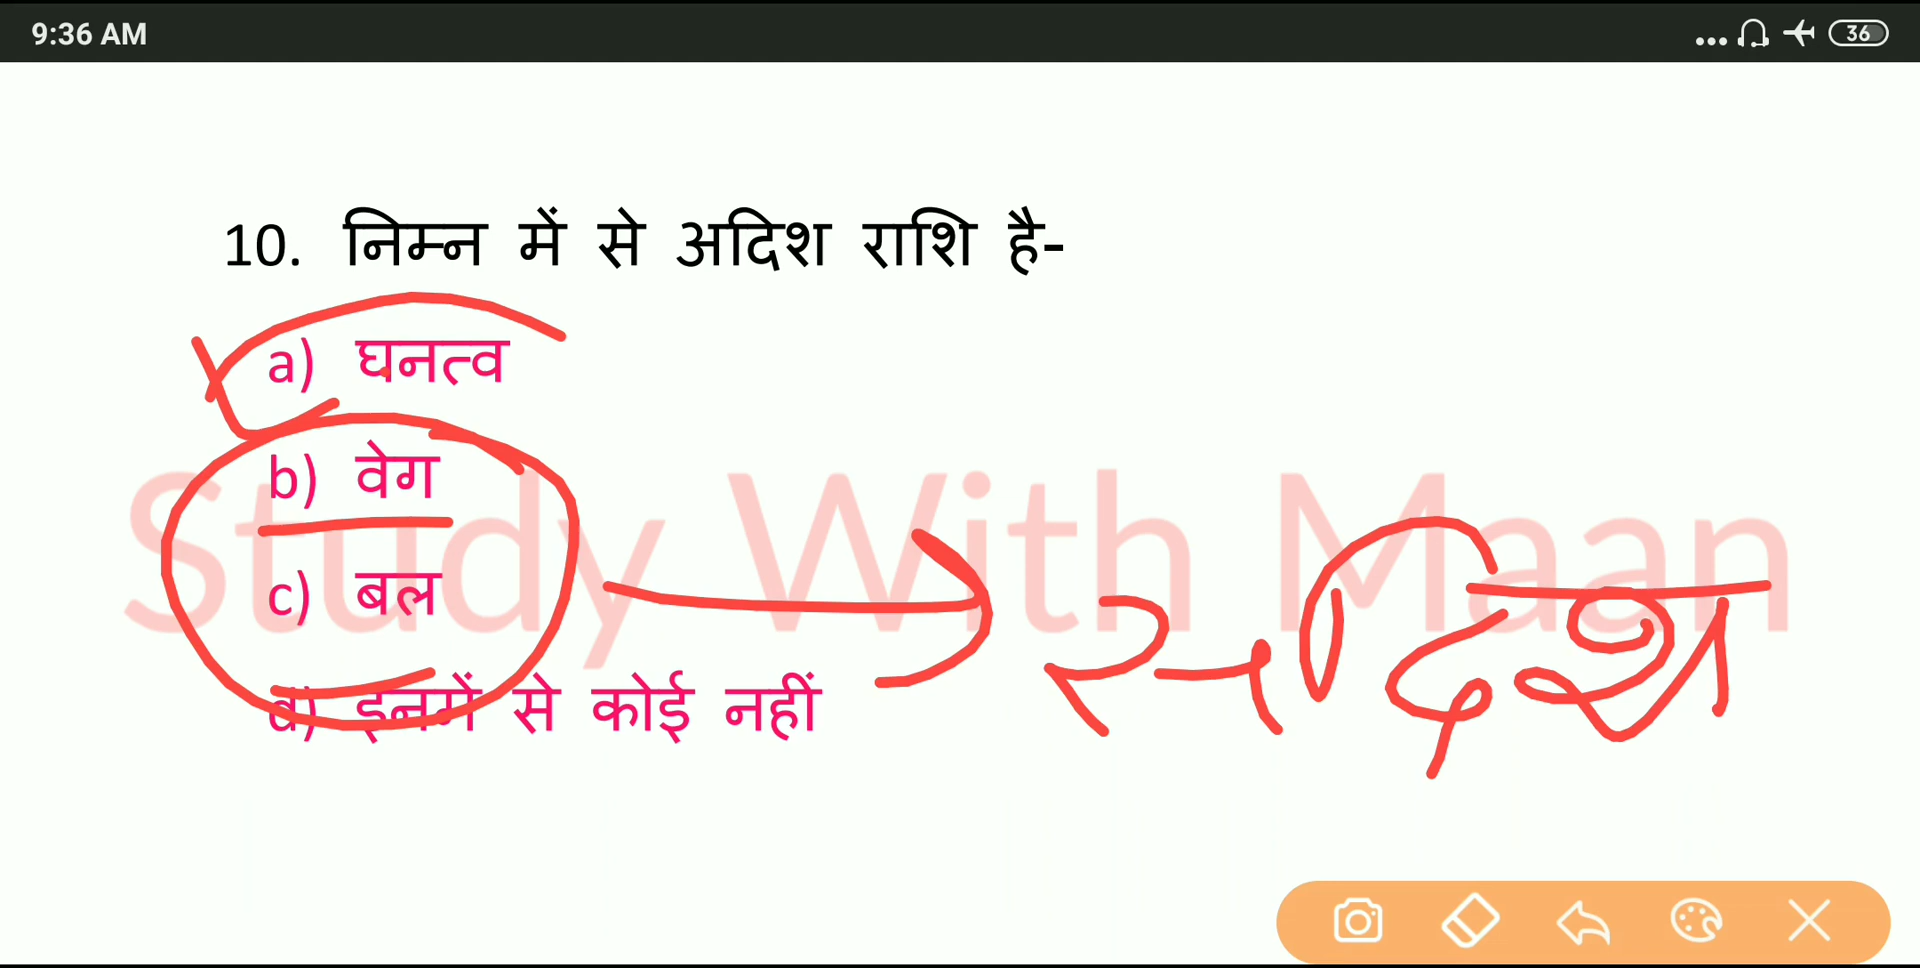 9:36 AM
36
10. निम्न में से अदिश राशि है-
a) घनत्व
b) वेग
Study With Maan
c) बल
सदिश
d) इनमें से कोई नहीं